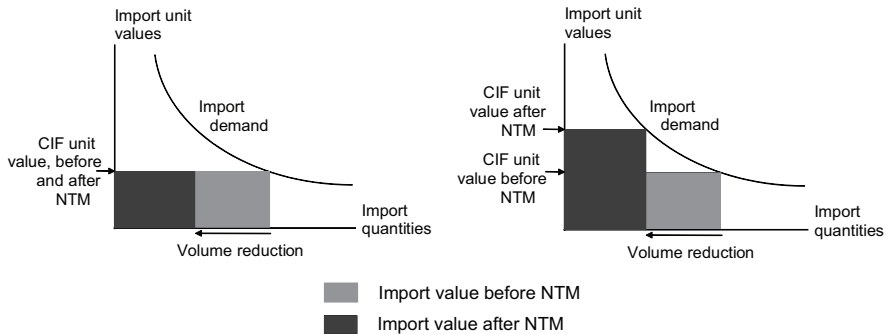 Import unit
values
Import
demand
CIF unit
value, before
and after
NTM
Import
quantities
Volume reduction
Import unit
values
CIF unit
value after
NTM
Import
demand
CIF unit
value before
NTM
Import
quantities
Volume reduction
Import value before NTM
Import value after NTM